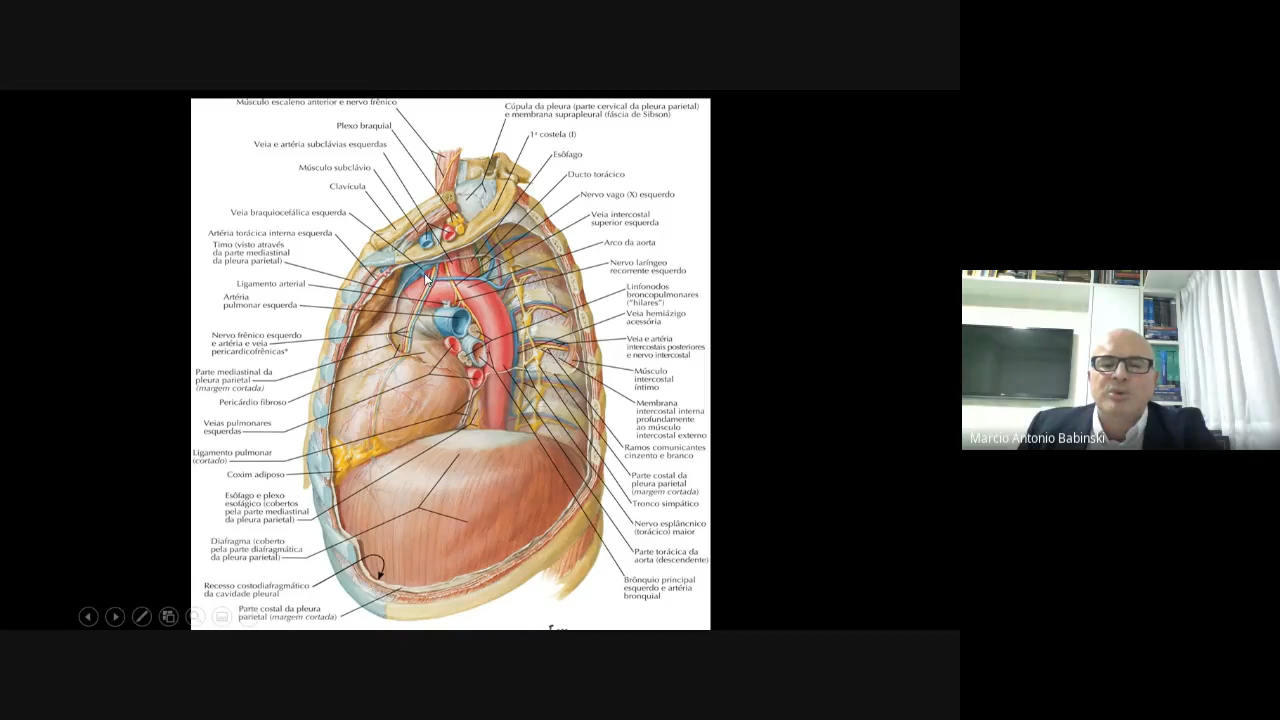 Músculo escaleno anterior e nervo frênico
Plexo braquial
Veia e artéria subclávias esquerdas
Músculo subclávio
Clavícula
Veia braquiocefálica esquerda
Artéria torácica interna esquerda
Timo (visto através
da parte mediastinal
da pleura parietal)
Ligamento arterial
Artéria
pulmonar esquerda
Nervo frênico esquerdo
e artéria e veia
pericardicofrênicas*
Parte mediastinal da
pleura parietal
(margem cortada)
Pericárdio fibroso
Veias pulmonares
esquerdas
Ligamento pulmonar
(cortado)
Coxim adiposo
Esôfago e plexo
esofágico (cobertos
pela parte mediastinal
da pleura parietal)
Diafragma (coberto
pela parte diafragmática
da pleura parietal)
Recesso costodiafragmático
da cavidade pleural
Parte costal da pleura
parietal (margem cortada)
Cúpula da pleura (parte cervical da pleura parietal)
e membrana suprapleural (fáscia de Sibson)
1ª costela (I)
Esôfago
Ducto torácico
Nervo vago (X) esquerdo
Veia intercostal
superior esquerda
Arco da aorta
Nervo laríngeo
recorrente esquerdo
Linfonodos
broncopulmonares
("hilares")
Veia hemiázigo
acessória
Veia e artéria
intercostais posteriores
e nervo intercostal
Músculo
intercostal
íntimo
Membrana
intercostal interna
profundamente
ao músculo
intercostal externo
Ramos comunicantes
cinzento e branco
Parte costal da
pleura parietal
(margem cortada)
Tronco simpático
Nervo esplâncnico
(torácico) maior
Parte torácica da
aorta (descendente)
Brônquio principal
esquerdo e artéria
bronquial
Marcio Antonio Babinski